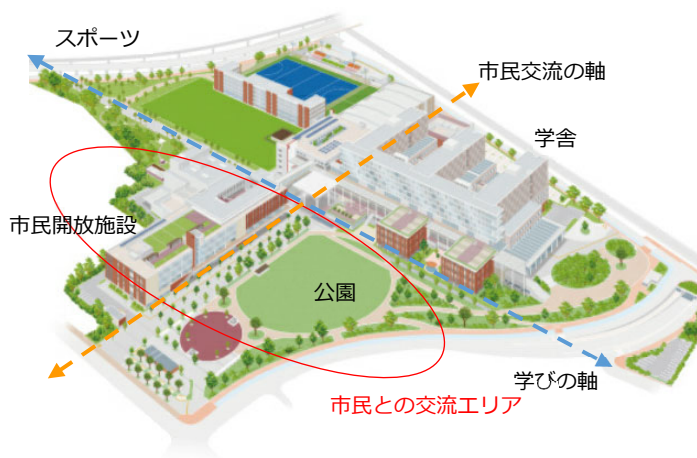 スポーツ
市民交流の軸
学舎
市民開放施設
公園
学びの軸
市民との交流エリア